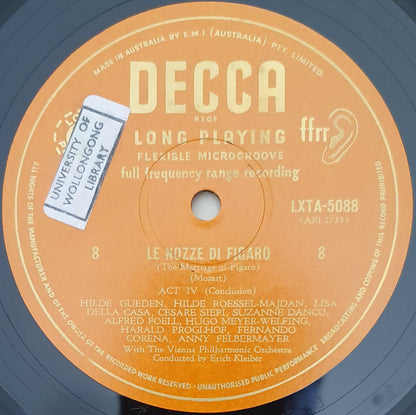 MADE IN AUSTRALIA BY E.M.I (AUSTRALIA) PTY. LIMITED
DECCA
REGD
LONG PLAYING
ffrr
FLEXIBLE MICROGROOVE
full frequency range recording
UNIVERSITY OF
WOLLONGONG
LIBRARY
LXTA-5088
(ARL2735)
8 LE NOZZE DI FIGARO 8
(The Marriage of Figaro)
(Mozart)
ACT IV (Conclusion)
HILDE GUEDEN, HILDE ROESSEL-MAJDAN, LISA
DELLA CASA, CESARE SIEPI, SUZANNE DANCO,
ALFRED POELL, HUGO MEYER-WELFING,
HARALD PROGLHOF, FERNANDO
CORENA, ANNY FELBERMAYER
With The Vienna Philharmonic Orchestra
Conducted by Erich Kleiber
ALL RIGHTS OF THE MANUFACTURER AND OF THE OWNER OF THE RECORDED WORK RESERVED - UNAUTHORISED PUBLIC PERFORMANCE, BROADCASTING AND COPYING OF THIS RECORD PROHIBITED